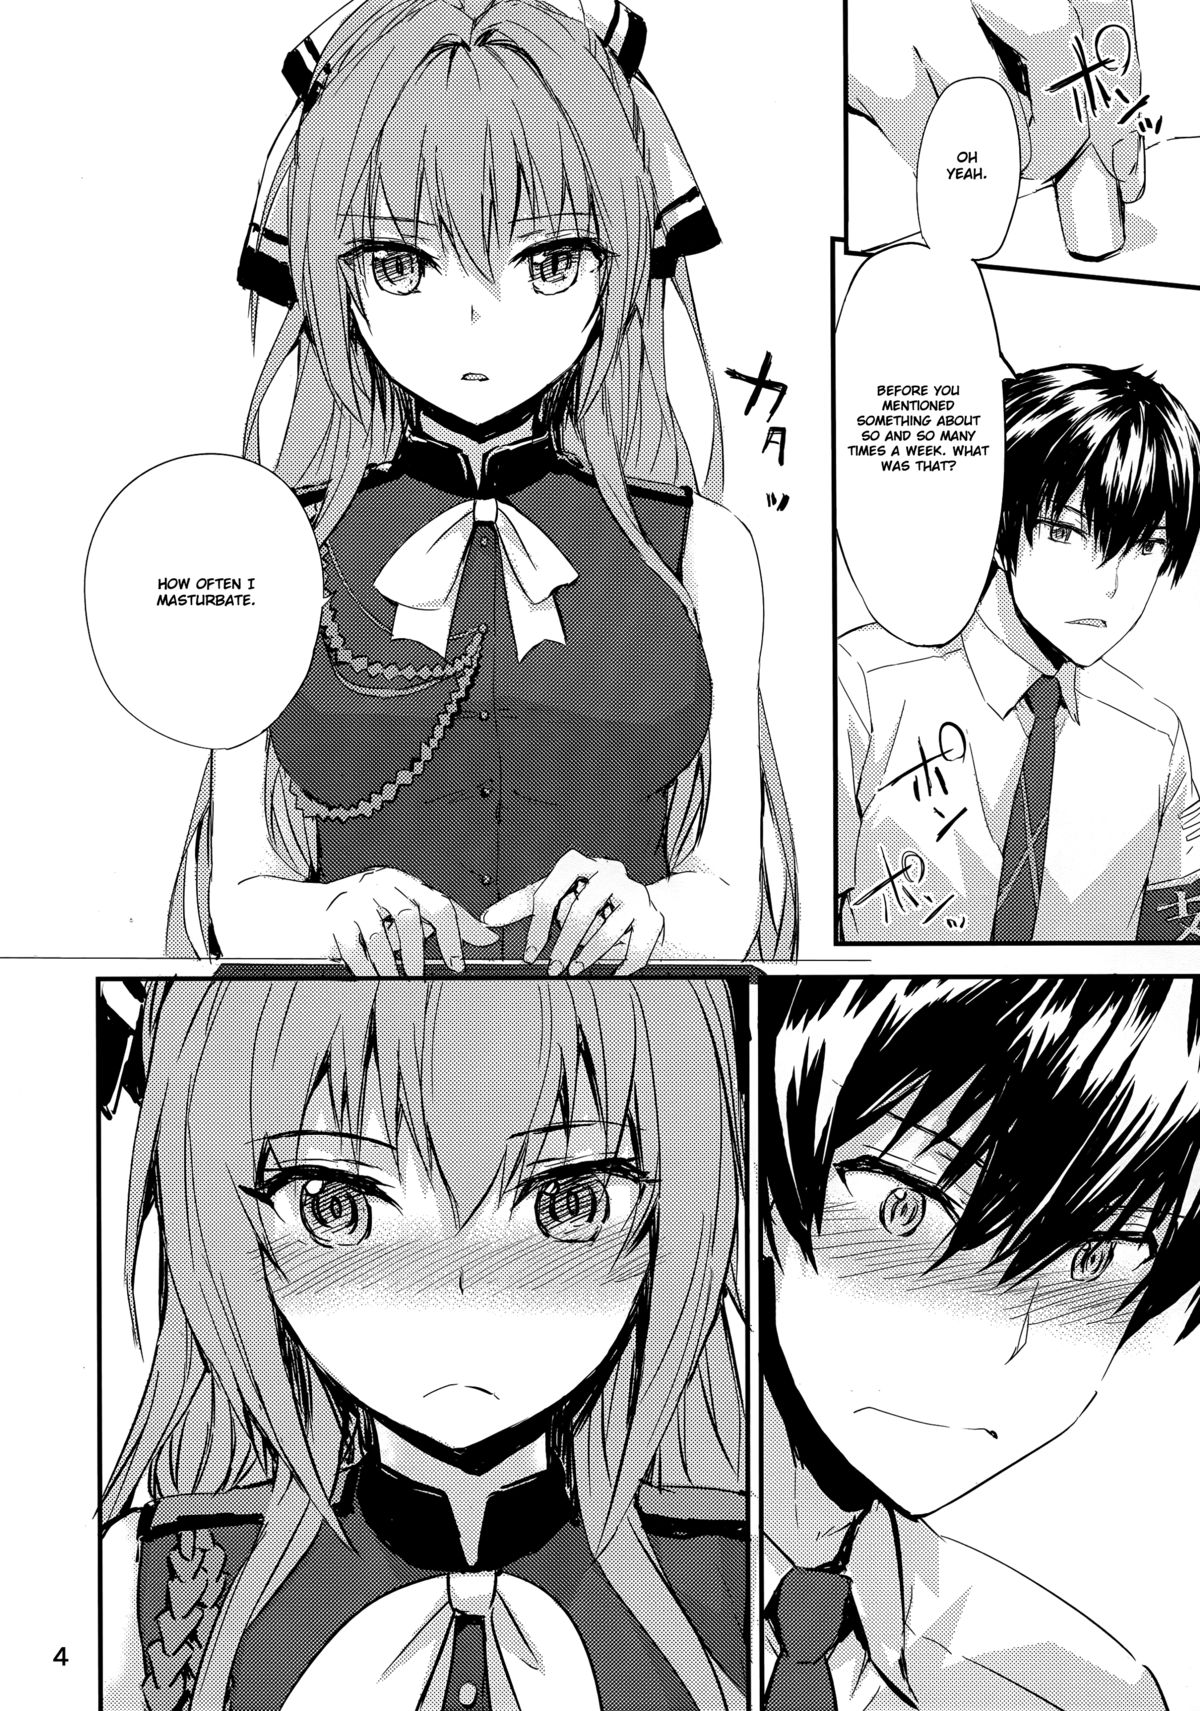 ポンッ
OH
YEAH.
BEFORE YOU
MENTIONED
SOMETHING ABOUT
SO AND SO MANY
TIMES A WEEK. WHAT
WAS THAT?
ポン
ポンッ
カタッ
HOW OFTEN I
MASTURBATE.
4